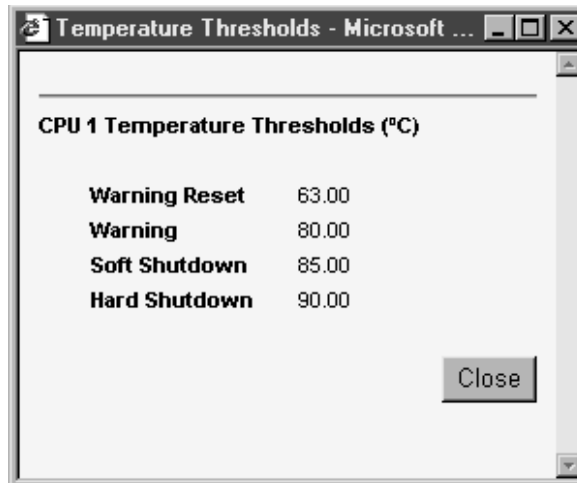 Temperature Thresholds - Microsoft ...
CPU 1 Temperature Thresholds (ºC)
Warning Reset 63.00
Warning 80.00
Soft Shutdown 85.00
Hard Shutdown 90.00
Close